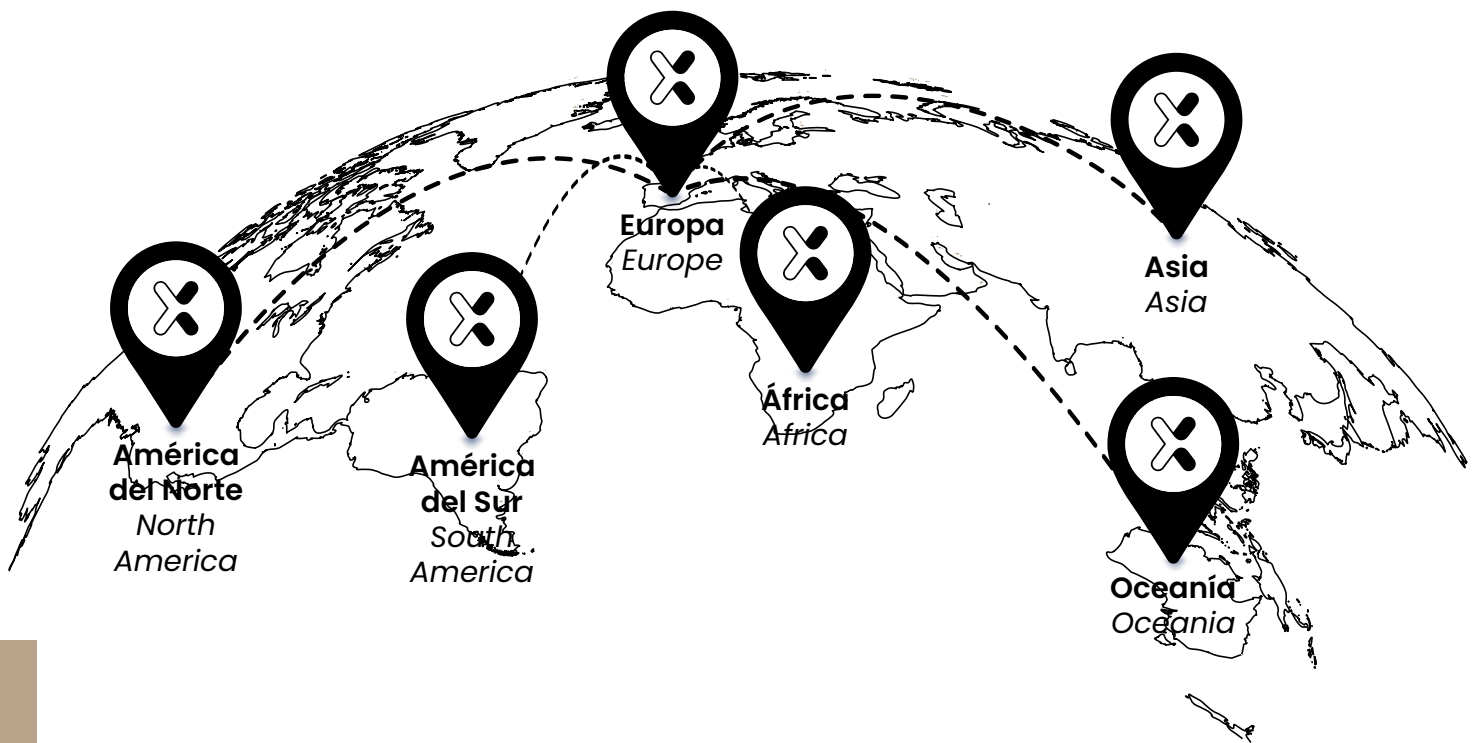 Europa
Europe
Asia
Asia
África
Africa
América
del Norte
North
America
América
del Sur
South
America
Oceanía
Oceania